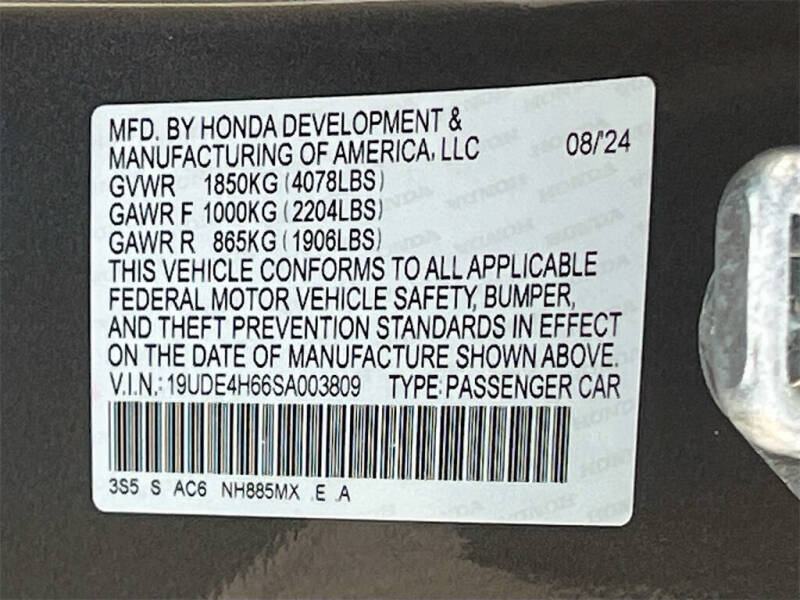 MFD. BY HONDA DEVELOPMENT &
MANUFACTURING OF AMERICA, LLC 08/'24
GVWR 1850KG (4078LBS)
GAWR F 1000KG (2204LBS)
GAWR R 865KG (1906LBS)
THIS VEHICLE CONFORMS TO ALL APPLICABLE
FEDERAL MOTOR VEHICLE SAFETY, BUMPER,
AND THEFT PREVENTION STANDARDS IN EFFECT
ON THE DATE OF MANUFACTURE SHOWN ABOVE.
V.I.N.: 19UDE4H66SA003809 TYPE: PASSENGER CAR
3S5 S AC6 NH885MX .E .A